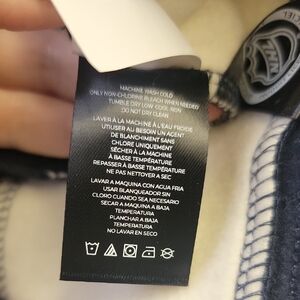 MACHINE WASH COLD
ONLY NON-CHLORINE BLEACH WHEN NEEDED
TUMBLE DRY LOW. COOL IRON
DO NOT DRY CLEAN
LAVER À LA MACHINE À L'EAU FROIDE
UTILISER AU BESOIN UN AGENT
DE BLANCHIMENT SANS
CHLORE UNIQUEMENT
SÉCHER À LA MACHINE
À BASSE TEMPÉRATURE
REPASSER À BASSE TEMPÉRATURE
NE PAS NETTOYER A SEC
LAVAR A MAQUINA CON AGUA FRIA
USAR BLANQUEADOR SIN
CLORO CUANDO SEA NECESARIO
SECAR A MAQUINA A BAJA
TEMPERATURA
PLANCHAR A BAJA
TEMPERATURA
NO LAVAR EN SECO
NHL